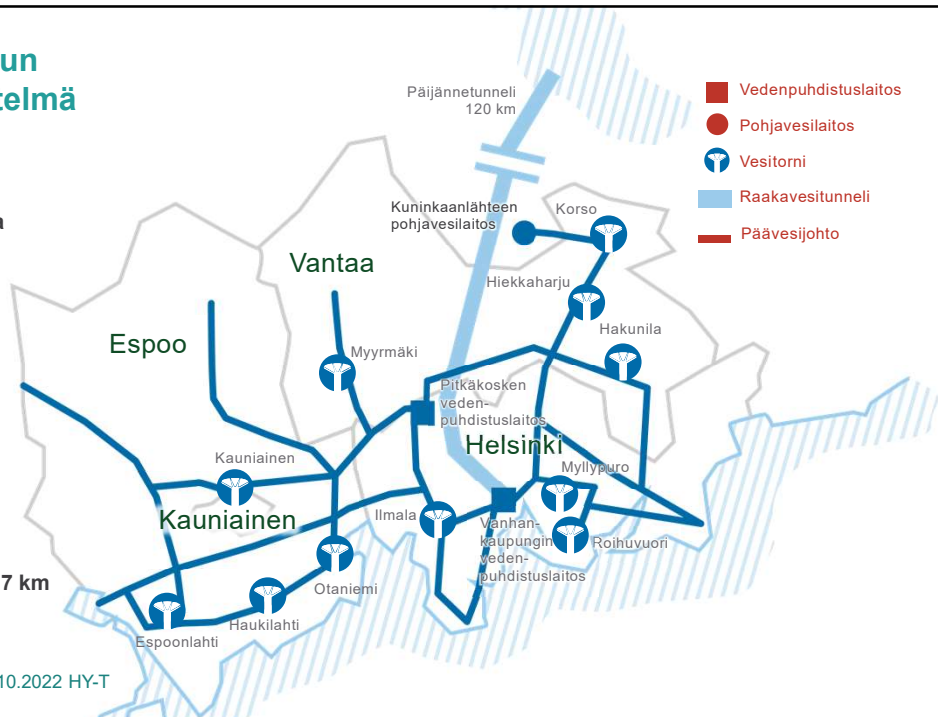 un
telmä
a
7 km
10.2022 HY-T
Päijännetunneli
120 km
Vedenpuhdistuslaitos
Pohjavesilaitos
Vesitorni
Raakavesitunneli
Päävesijohto
Kuninkaanlähteen
pohjavesilaitos
Korso
Vantaa
Hiekkaharju
Hakunila
Espoo
Myyrmäki
Pitkäkosken
veden-
puhdistuslaitos
Helsinki
Kauniainen
Myllypuro
Kauniainen
Ilmala
Vanhan-
kaupungin
veden-
puhdistuslaitos
Roihuvuori
Otaniemi
Haukilahti
Espoonlahti